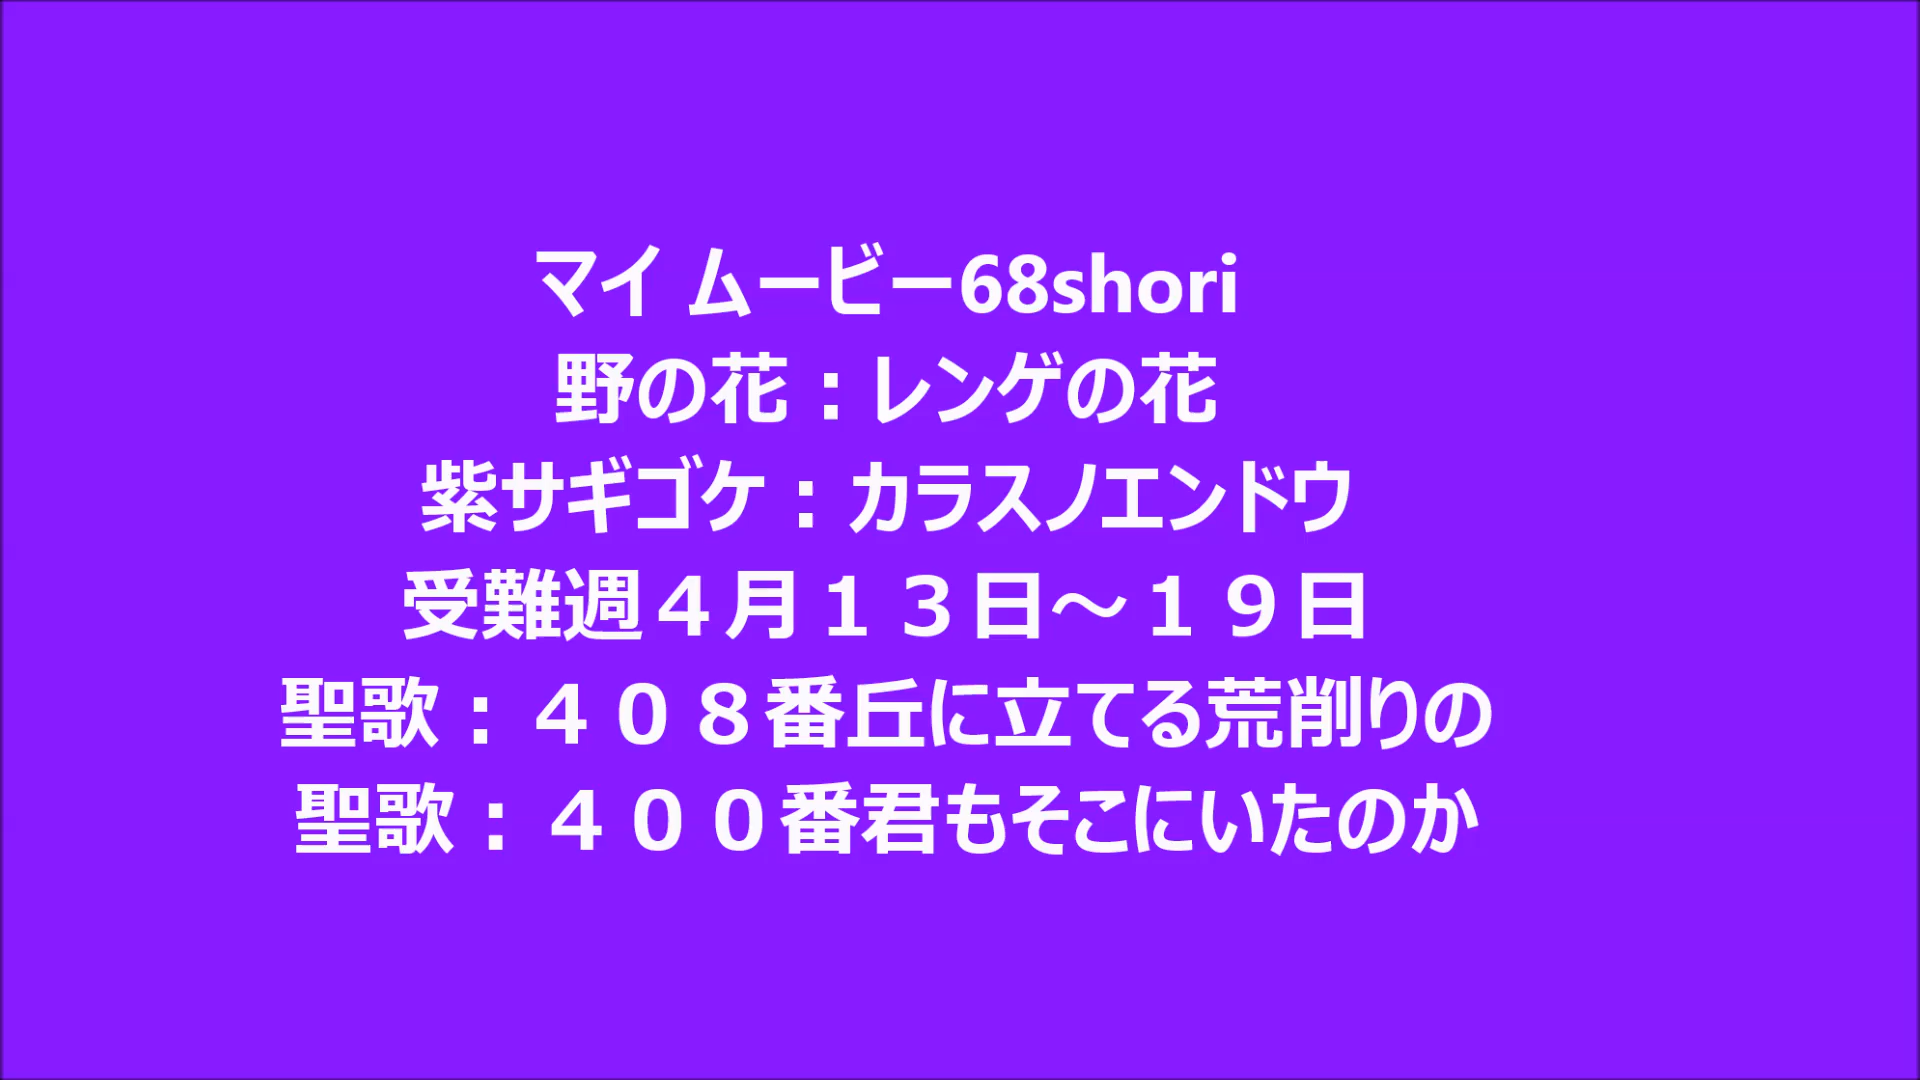 マイ ムービー68shori
野の花：レンゲの花
紫サギゴケ：カラスノエンドウ
受難週４月１３日～１９日
聖歌：４０８番丘に立てる荒削りの
聖歌：４００番君もそこにいたのか